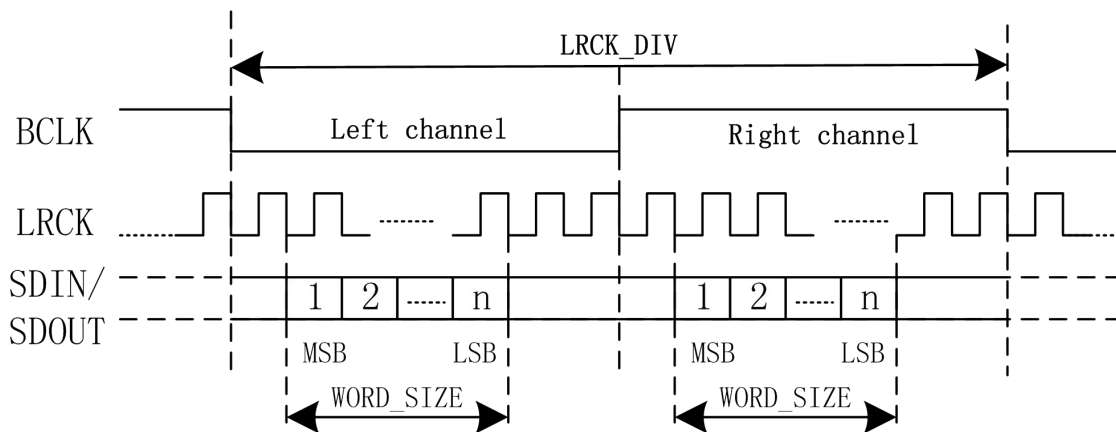 LRCK_DIV
BCLK Left channel Right channel
LRCK
SDIN/ 1 2 n 1 2 n
SDOUT
MSB LSB MSB LSB
WORD_SIZE WORD_SIZE